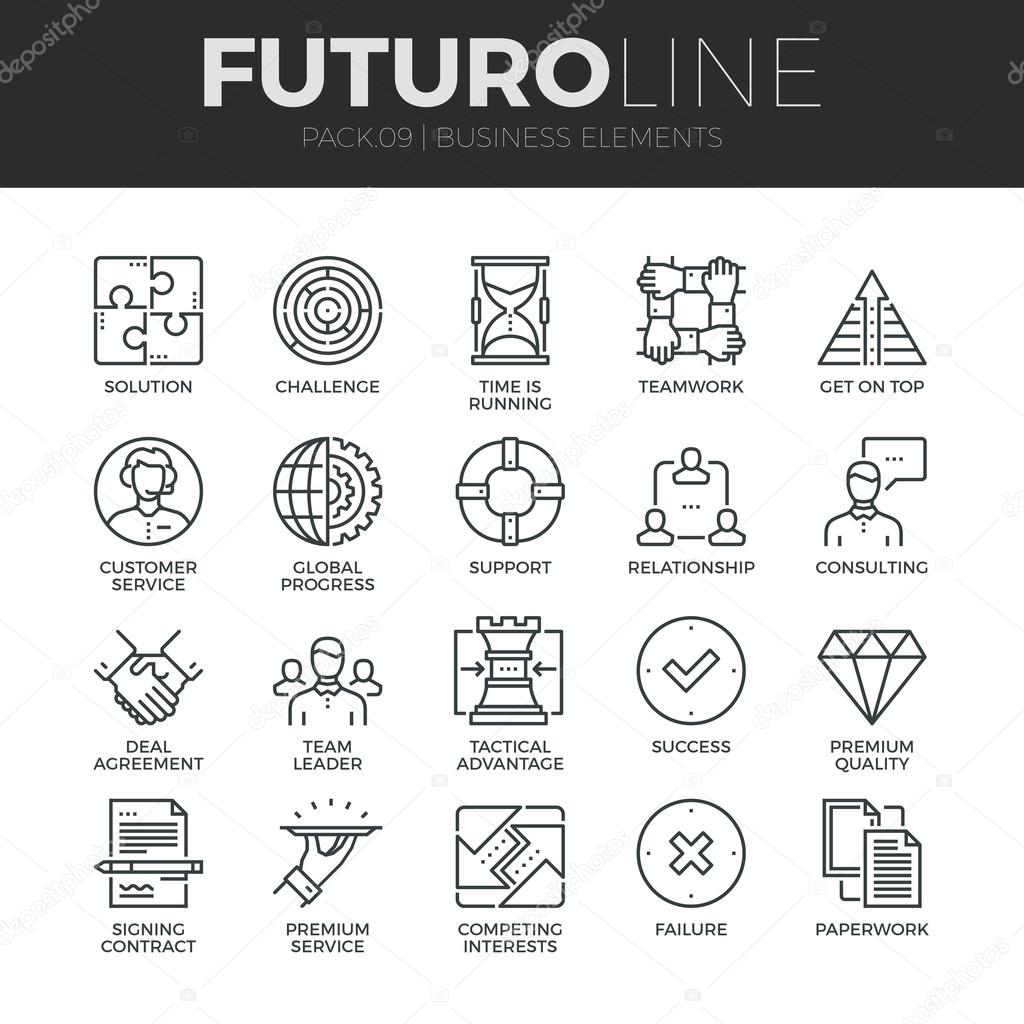 FUTUROLINE
PACK.09 | BUSINESS ELEMENTS
SOLUTION
CHALLENGE
TIME IS
RUNNING
TEAMWORK
GET ON TOP
CUSTOMER
SERVICE
GLOBAL
PROGRESS
SUPPORT
RELATIONSHIP
CONSULTING
DEAL
AGREEMENT
TEAM
LEADER
TACTICAL
ADVANTAGE
SUCCESS
PREMIUM
QUALITY
SIGNING
CONTRACT
PREMIUM
SERVICE
COMPETING
INTERESTS
FAILURE
PAPERWORK
depositphotos